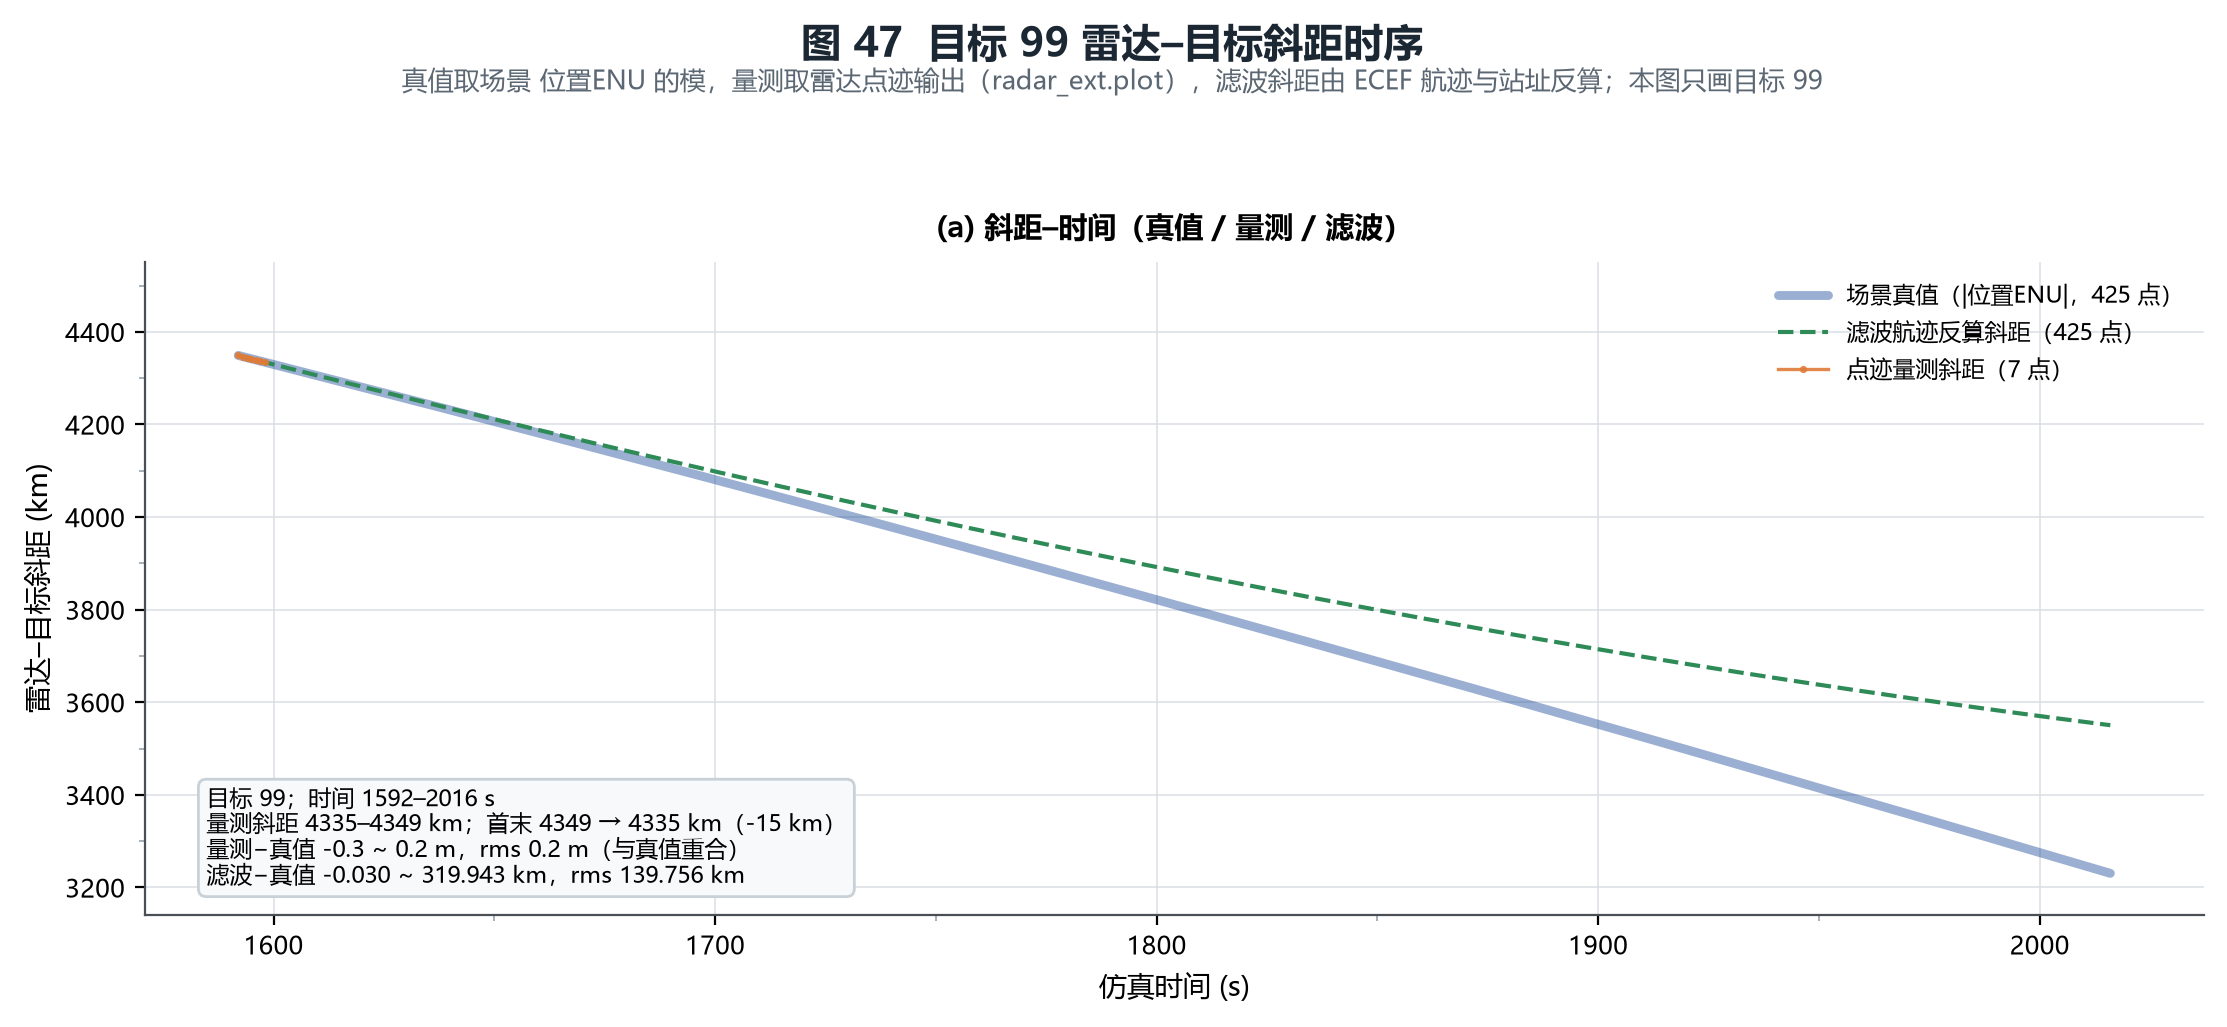 图 47  目标 99 雷达–目标斜距时序
真值取场景 位置ENU 的模，量测取雷达点迹输出（radar_ext.plot），滤波斜距由 ECEF 航迹与站址反算；本图只画目标 99
(a) 斜距–时间（真值 / 量测 / 滤波）
场景真值（|位置ENU|，425 点）
滤波航迹反算斜距（425 点）
点迹量测斜距（7 点）
雷达–目标斜距 (km)
4400
4200
4000
3800
3600
3400
3200
目标 99；时间 1592–2016 s
量测斜距 4335–4349 km；首末 4349 → 4335 km（-15 km）
量测−真值 -0.3 ~ 0.2 m，rms 0.2 m（与真值重合）
滤波−真值 -0.030 ~ 319.943 km，rms 139.756 km
1600
1700
1800
1900
2000
仿真时间 (s)